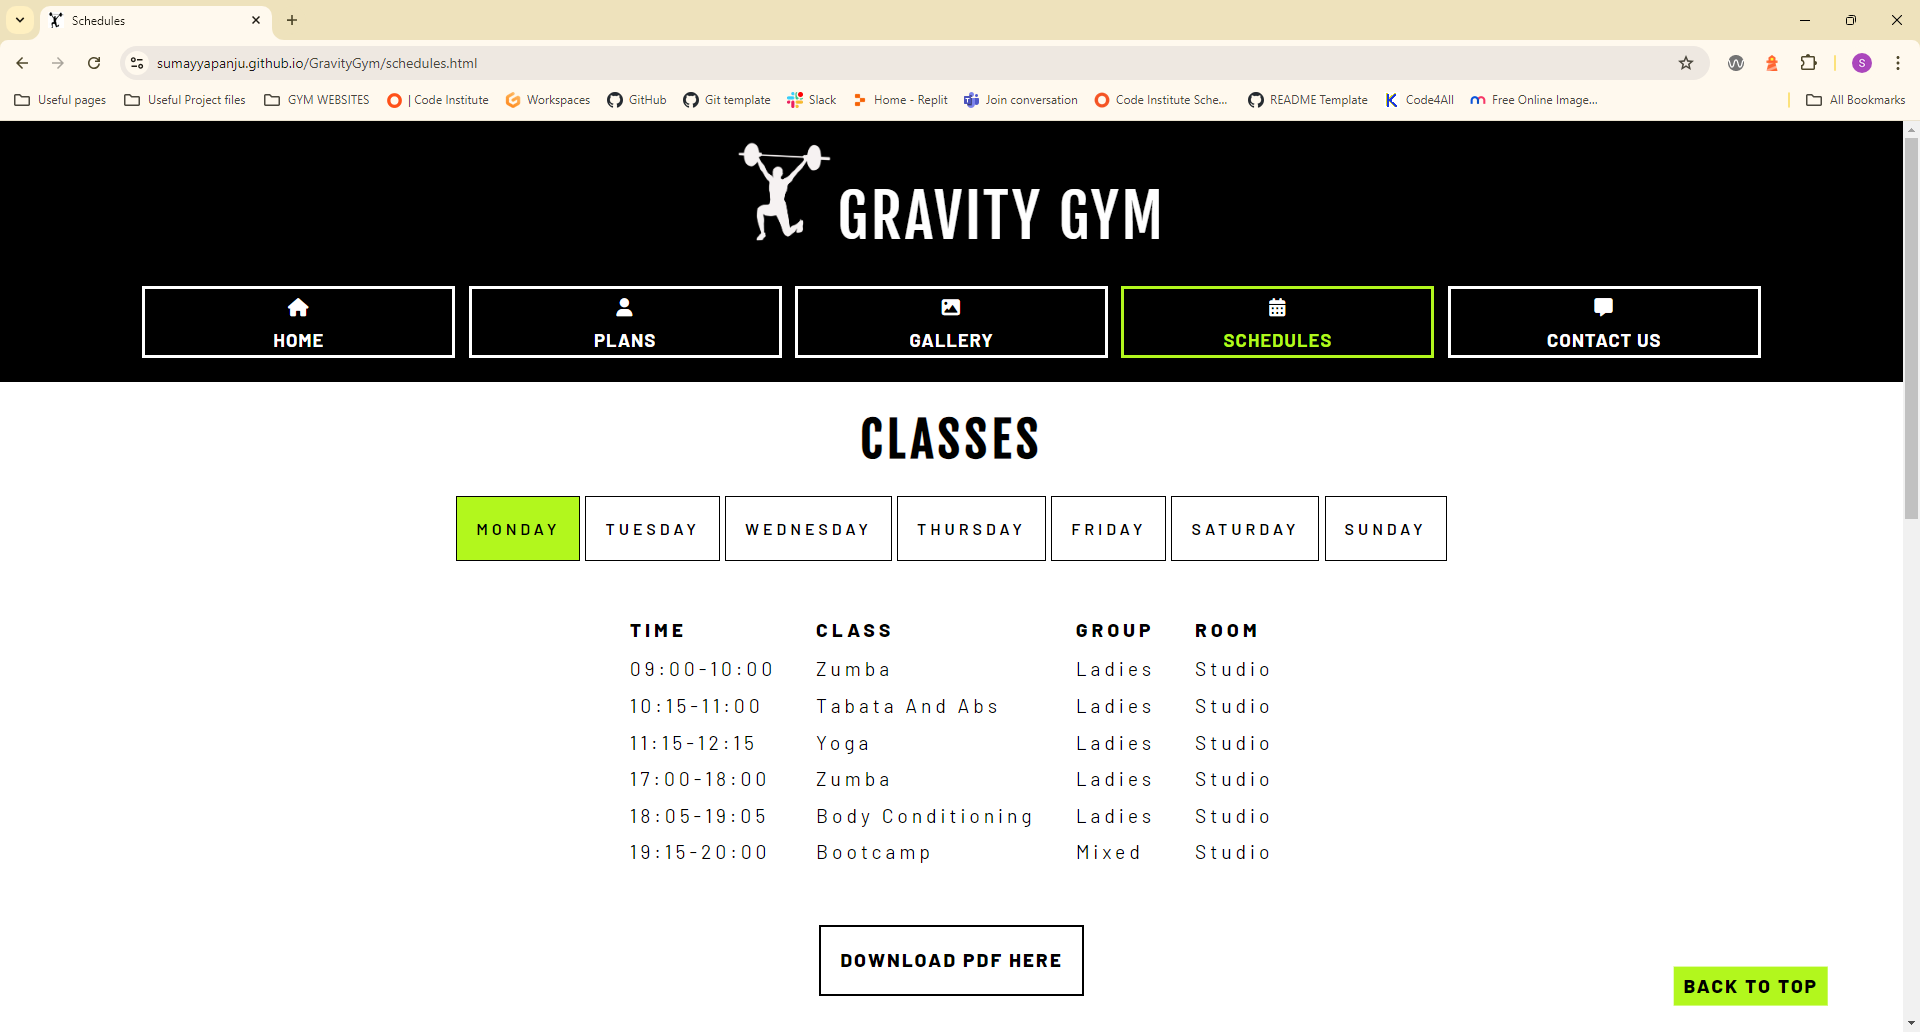 Schedules
sumayyapanju.github.io/GravityGym/schedules.html
S
Useful pages Useful Project files GYM WEBSITES | Code Institute Workspaces GitHub Git template Slack Home - Replit Join conversation Code Institute Sche... README Template Code4All Free Online Image... All Bookmarks
GRAVITY GYM
HOME PLANS GALLERY SCHEDULES CONTACT US
CLASSES
MONDAY TUESDAY WEDNESDAY THURSDAY FRIDAY SATURDAY SUNDAY
TIME CLASS GROUP ROOM
09:00-10:00 Zumba Ladies Studio
10:15-11:00 Tabata And Abs Ladies Studio
11:15-12:15 Yoga Ladies Studio
17:00-18:00 Zumba Ladies Studio
18:05-19:05 Body Conditioning Ladies Studio
19:15-20:00 Bootcamp Mixed Studio
DOWNLOAD PDF HERE
BACK TO TOP